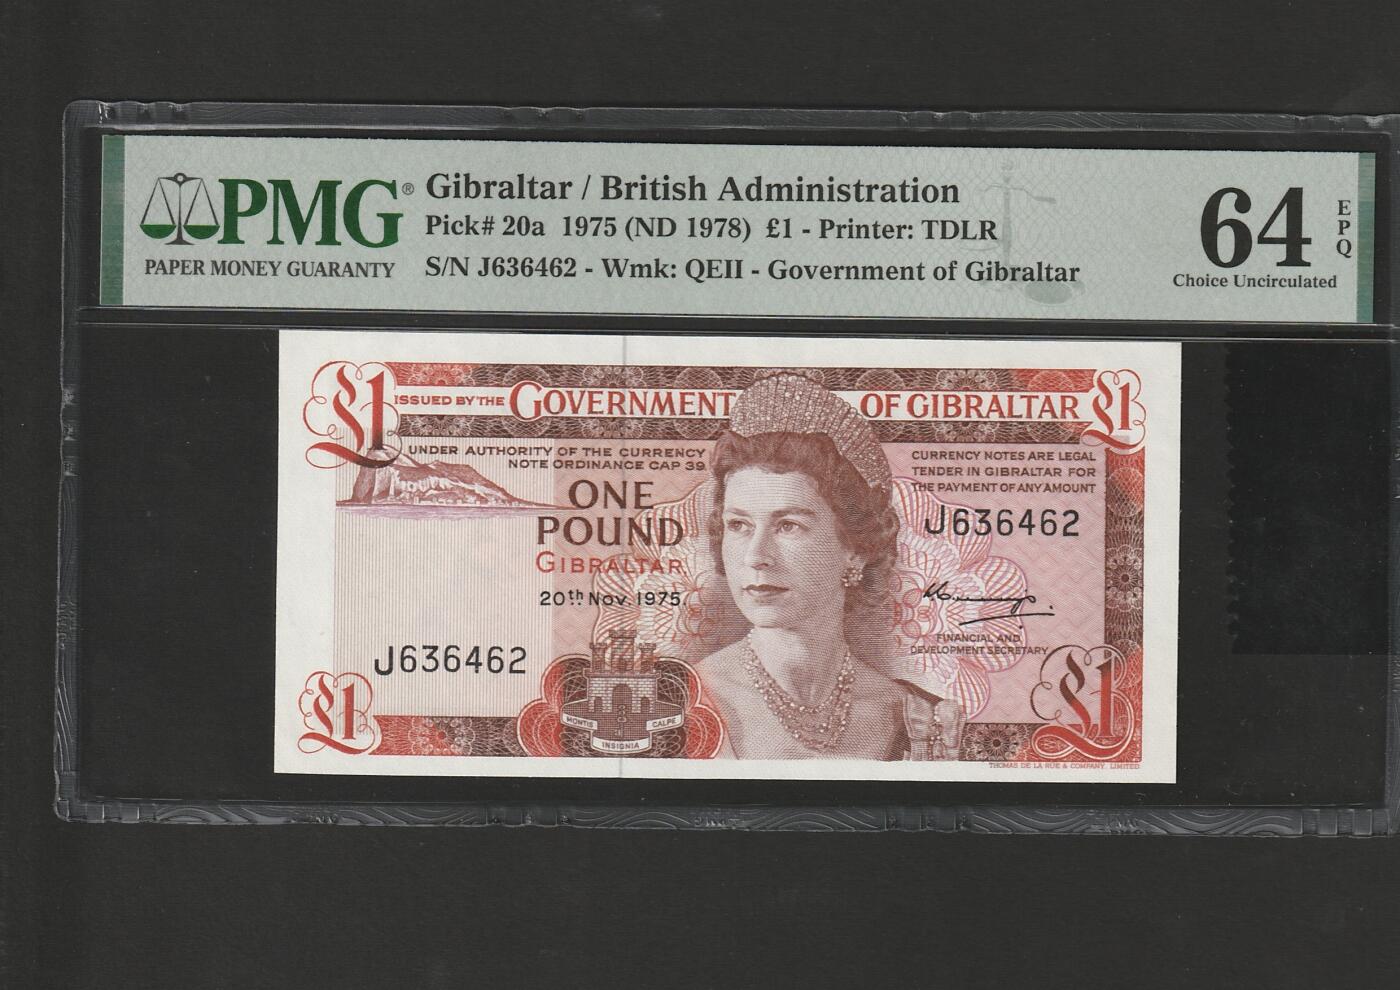 PMG®
PAPER MONEY GUARANTY
Gibraltar / British Administration
Pick# 20a 1975 (ND 1978) £1 - Printer: TDLR
S/N J636462 - Wmk: QEII - Government of Gibraltar
64 EPQ
Choice Uncirculated
£1 ISSUED BY THE GOVERNMENT OF GIBRALTAR £1
UNDER AUTHORITY OF THE CURRENCY
NOTE ORDINANCE CAP 39
CURRENCY NOTES ARE LEGAL
TENDER IN GIBRALTAR FOR
THE PAYMENT OF ANY AMOUNT
ONE
POUND
GIBRALTAR
20th Nov. 1975.
J636462
J636462
FINANCIAL AND
DEVELOPMENT SECRETARY
£1
MONTIS CALPE
INSIGNIA
£1
THOMAS DE LA RUE & COMPANY, LIMITED